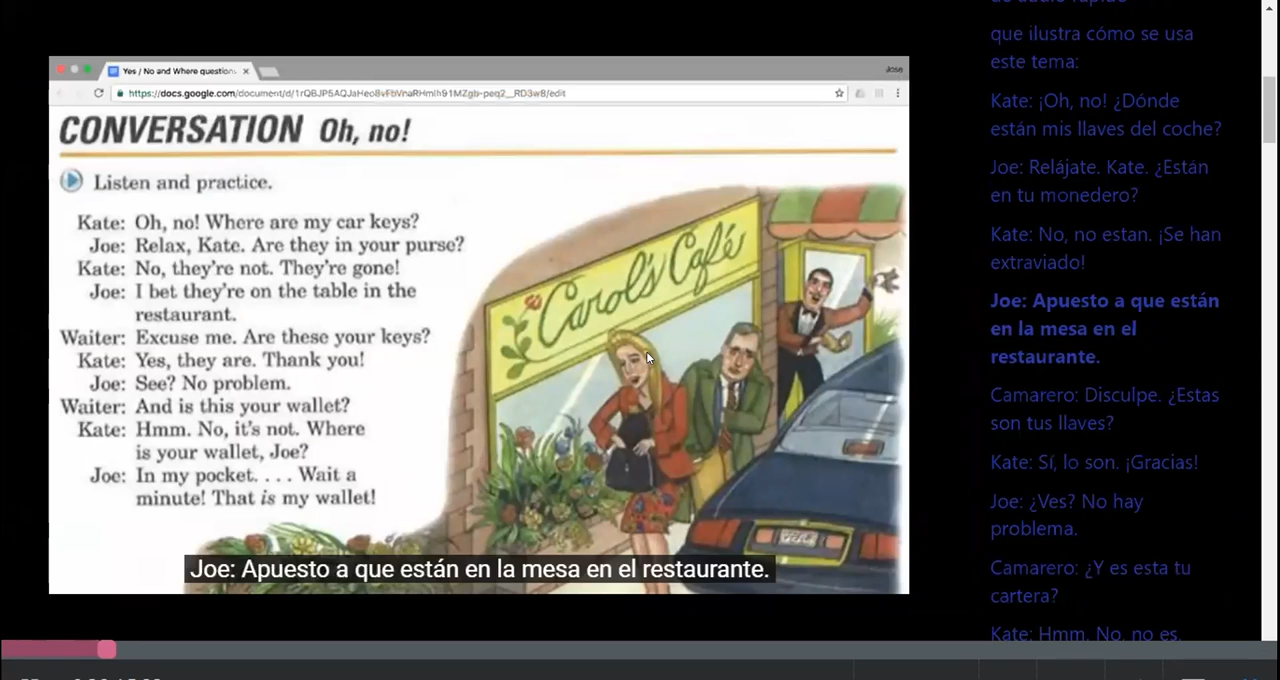 Yes / No and Where question
Jose
https://docs.google.com/document/d/1rQBJP5AQJaHeo8vFbVnaRHmih91MZgb-peq2__RD3w8/edit
CONVERSATION Oh, no!
Listen and practice.
Kate: Oh, no! Where are my car keys?
Joe: Relax, Kate. Are they in your purse?
Kate: No, they're not. They're gone!
Joe: I bet they're on the table in the
restaurant.
Waiter: Excuse me. Are these your keys?
Kate: Yes, they are. Thank you!
Joe: See? No problem.
Waiter: And is this your wallet?
Kate: Hmm. No, it's not. Where
is your wallet, Joe?
Joe: In my pocket. . . . Wait a
minute! That is my wallet!
Carol's Café
Joe: Apuesto a que están en la mesa en el restaurante.
que ilustra cómo se usa
este tema:
Kate: ¡Oh, no! ¿Dónde
están mis llaves del coche?
Joe: Relájate. Kate. ¿Están
en tu monedero?
Kate: No, no estan. ¡Se han
extraviado!
Joe: Apuesto a que están
en la mesa en el
restaurante.
Camarero: Disculpe. ¿Estas
son tus llaves?
Kate: Sí, lo son. ¡Gracias!
Joe: ¿Ves? No hay
problema.
Camarero: ¿Y es esta tu
cartera?
Kate: Hmm. No, no es.